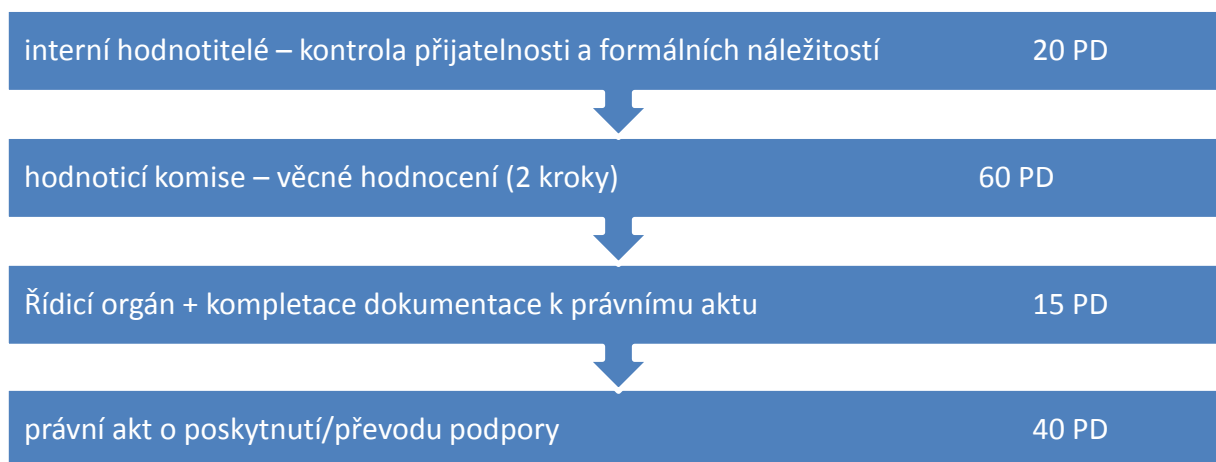 interní hodnotitelé – kontrola přijatelnosti a formálních náležitostí 20 PD
hodnoticí komise – věcné hodnocení (2 kroky) 60 PD
Řídicí orgán + kompletace dokumentace k právnímu aktu 15 PD
právní akt o poskytnutí/převodu podpory 40 PD